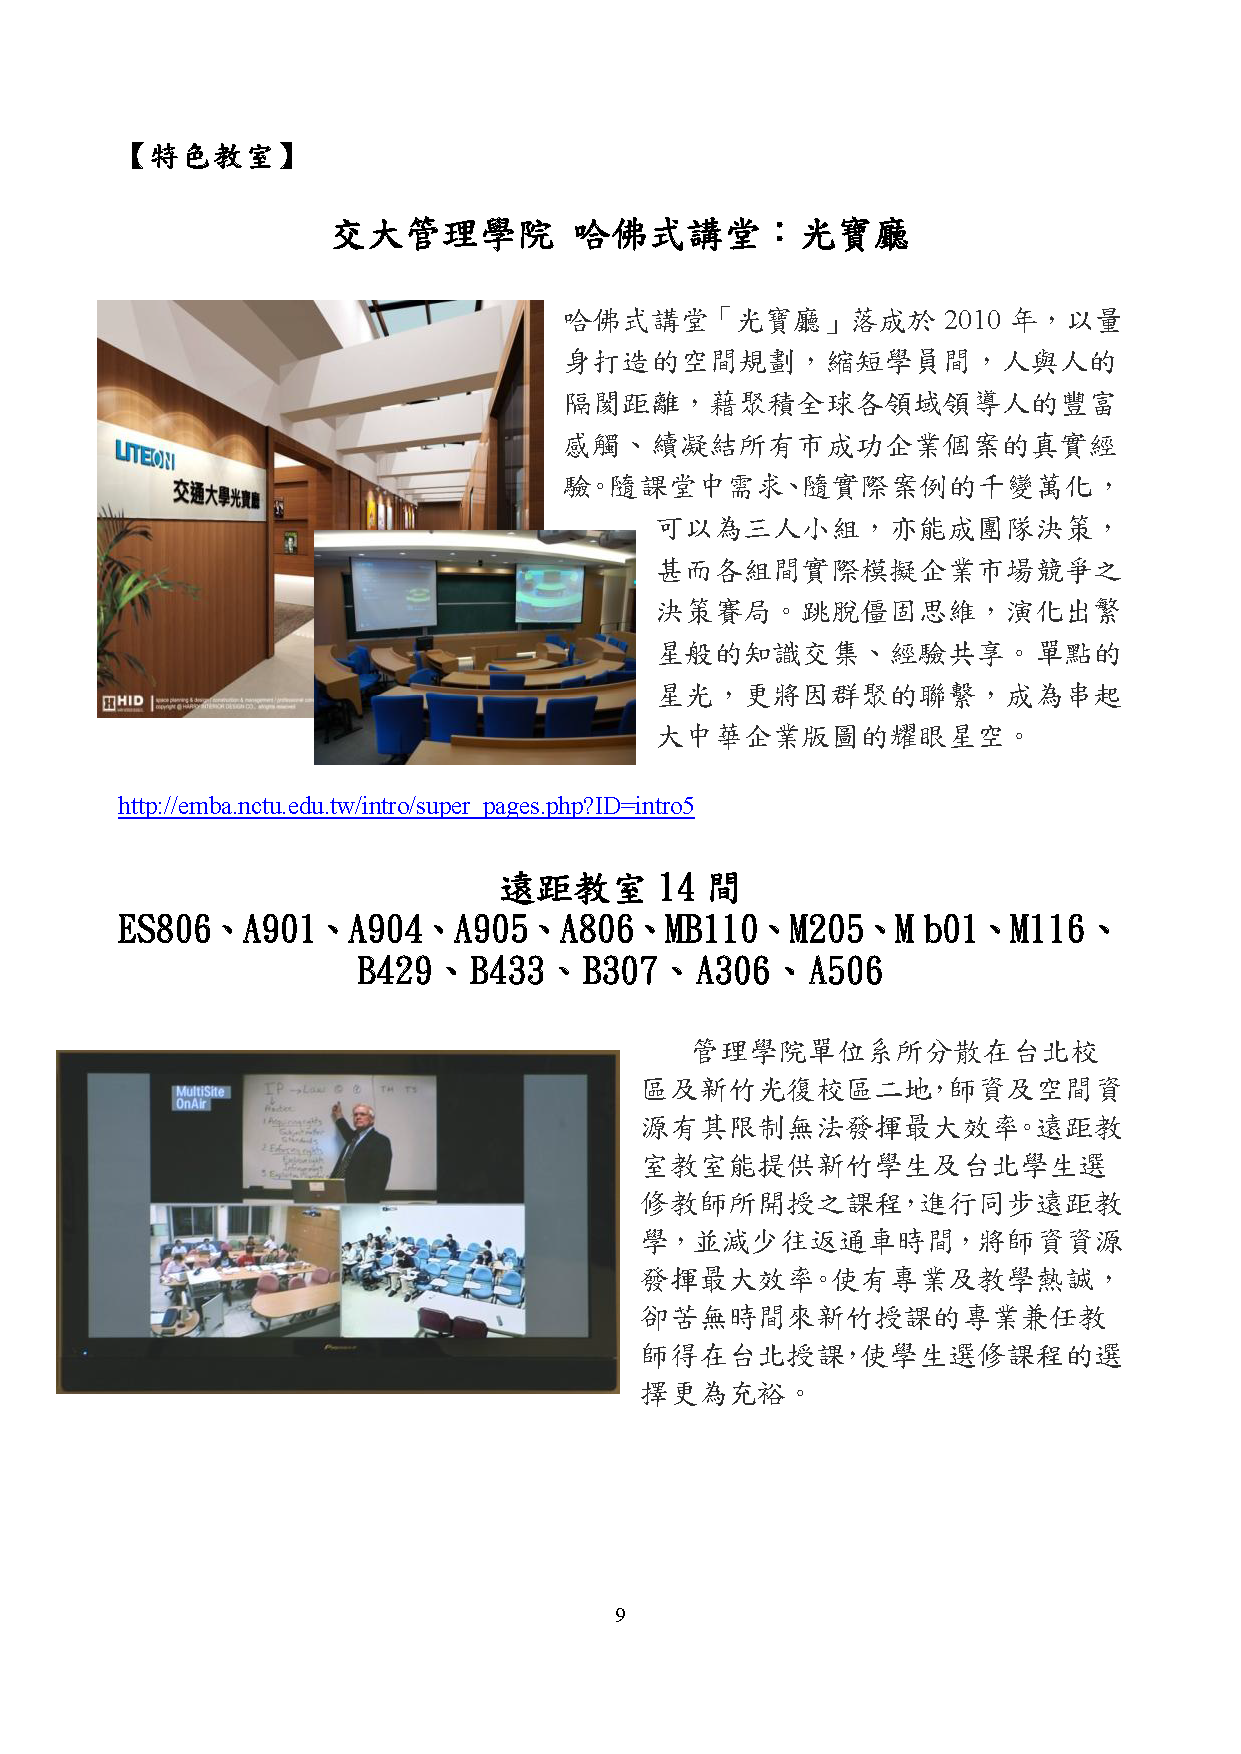 【特色教室】
交大管理學院 哈佛式講堂：光寶廳
LITEON
交通大學光寶廳
HID
哈佛式講堂「光寶廳」落成於 2010 年，以量
身打造的空間規劃，縮短學員間，人與人的
隔閡距離，藉聚積全球各領域領導人的豐富
感觸、續凝結所有市成功企業個案的真實經
驗。隨課堂中需求、隨實際案例的千變萬化，
可以為三人小組，亦能成團隊決策，
甚而各組間實際模擬企業市場競爭之
決策賽局。跳脫僵固思維，演化出繁
星般的知識交集、經驗共享。單點的
星光，更將因群聚的聯繫，成為串起
大中華企業版圖的耀眼星空。
http://emba.nctu.edu.tw/intro/super_pages.php?ID=intro5
遠距教室 14 間
ES806、A901、A904、A905、A806、MB110、M205、M b01、M116、
B429、B433、B307、A306、A506
MultiSite
OnAir
IP → Law
Pioneer
管理學院單位系所分散在台北校
區及新竹光復校區二地，師資及空間資
源有其限制無法發揮最大效率。遠距教
室教室能提供新竹學生及台北學生選
修教師所開授之課程，進行同步遠距教
學，並減少往返通車時間，將師資資源
發揮最大效率。使有專業及教學熱誠，
卻苦無時間來新竹授課的專業兼任教
師得在台北授課，使學生選修課程的選
擇更為充裕。
9